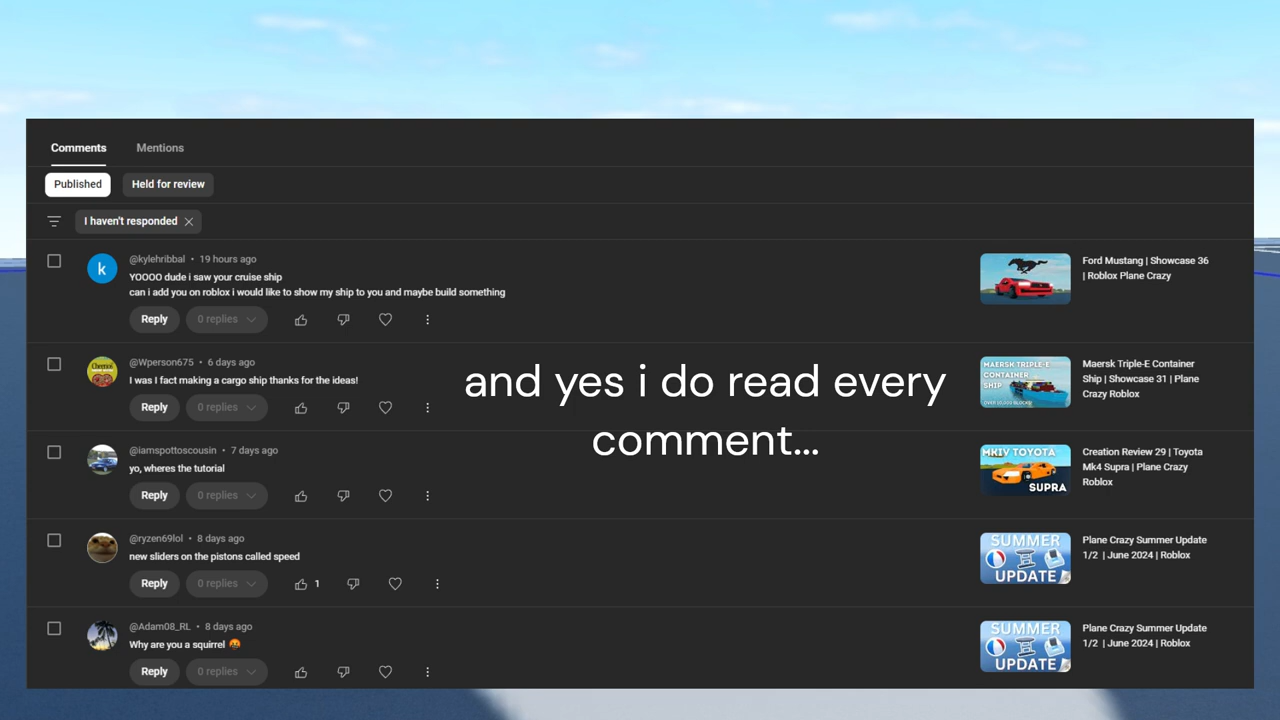 Comments
Mentions
Published
Held for review
I haven't responded
k
@kylehribbal • 19 hours ago
YOOOO dude i saw your cruise ship
can i add you on roblox i would like to show my ship to you and maybe build something
Reply
0 replies
Ford Mustang | Showcase 36
| Roblox Plane Crazy
@Wperson675 • 6 days ago
I was I fact making a cargo ship thanks for the ideas!
Reply
0 replies
Cheerios
MAERSK TRIPLE-E
CONTAINER
SHIP
Maersk Triple-E Container
Ship | Showcase 31 | Plane
Crazy Roblox
and yes i do read every
comment...
@iamspottoscousin • 7 days ago
yo, wheres the tutorial
Reply
0 replies
MKIV TOYOTA
SUPRA
Creation Review 29 | Toyota
Mk4 Supra | Plane Crazy
Roblox
@ryzen69lol • 8 days ago
new sliders on the pistons called speed
Reply
0 replies
1
SUMMER
UPDATE
Plane Crazy Summer Update
1/2 | June 2024 | Roblox
@Adam08_RL • 8 days ago
Why are you a squirrel 🤬
Reply
0 replies
SUMMER
UPDATE
Plane Crazy Summer Update
1/2 | June 2024 | Roblox